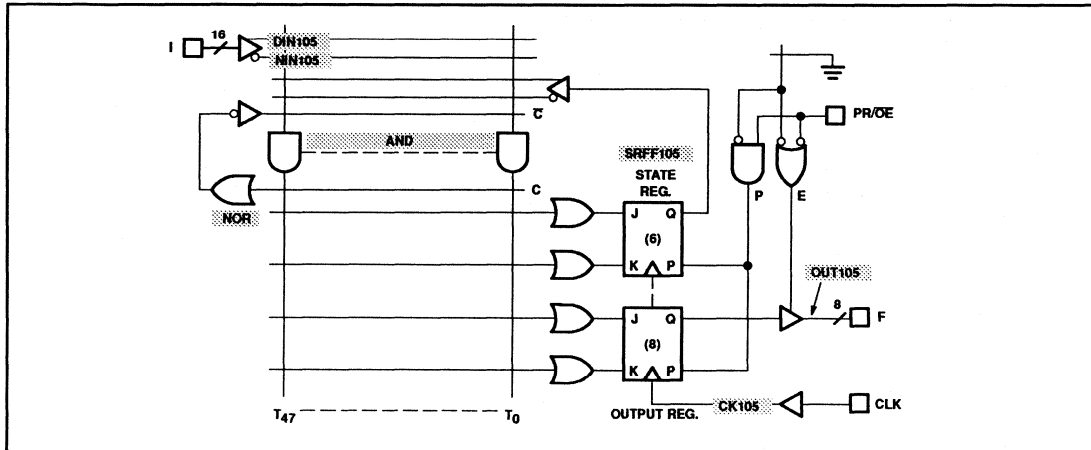 I
16
DIN105
NIN105
C̅
PR/O̅E̅
AND
SRFF105
STATE
REG.
P
E
C
NOR
J Q
(6)
K P
OUT105
J Q
8
F
(8)
K P
T47
T0
OUTPUT REG.
CK105
CLK